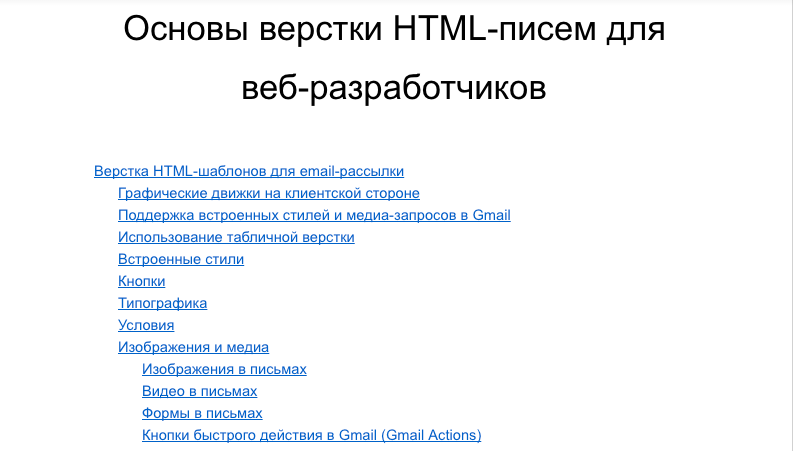 Основы верстки HTML-писем для
веб-разработчиков
Верстка HTML-шаблонов для email-рассылки
Графические движки на клиентской стороне
Поддержка встроенных стилей и медиа-запросов в Gmail
Использование табличной верстки
Встроенные стили
Кнопки
Типографика
Условия
Изображения и медиа
Изображения в письмах
Видео в письмах
Формы в письмах
Кнопки быстрого действия в Gmail (Gmail Actions)